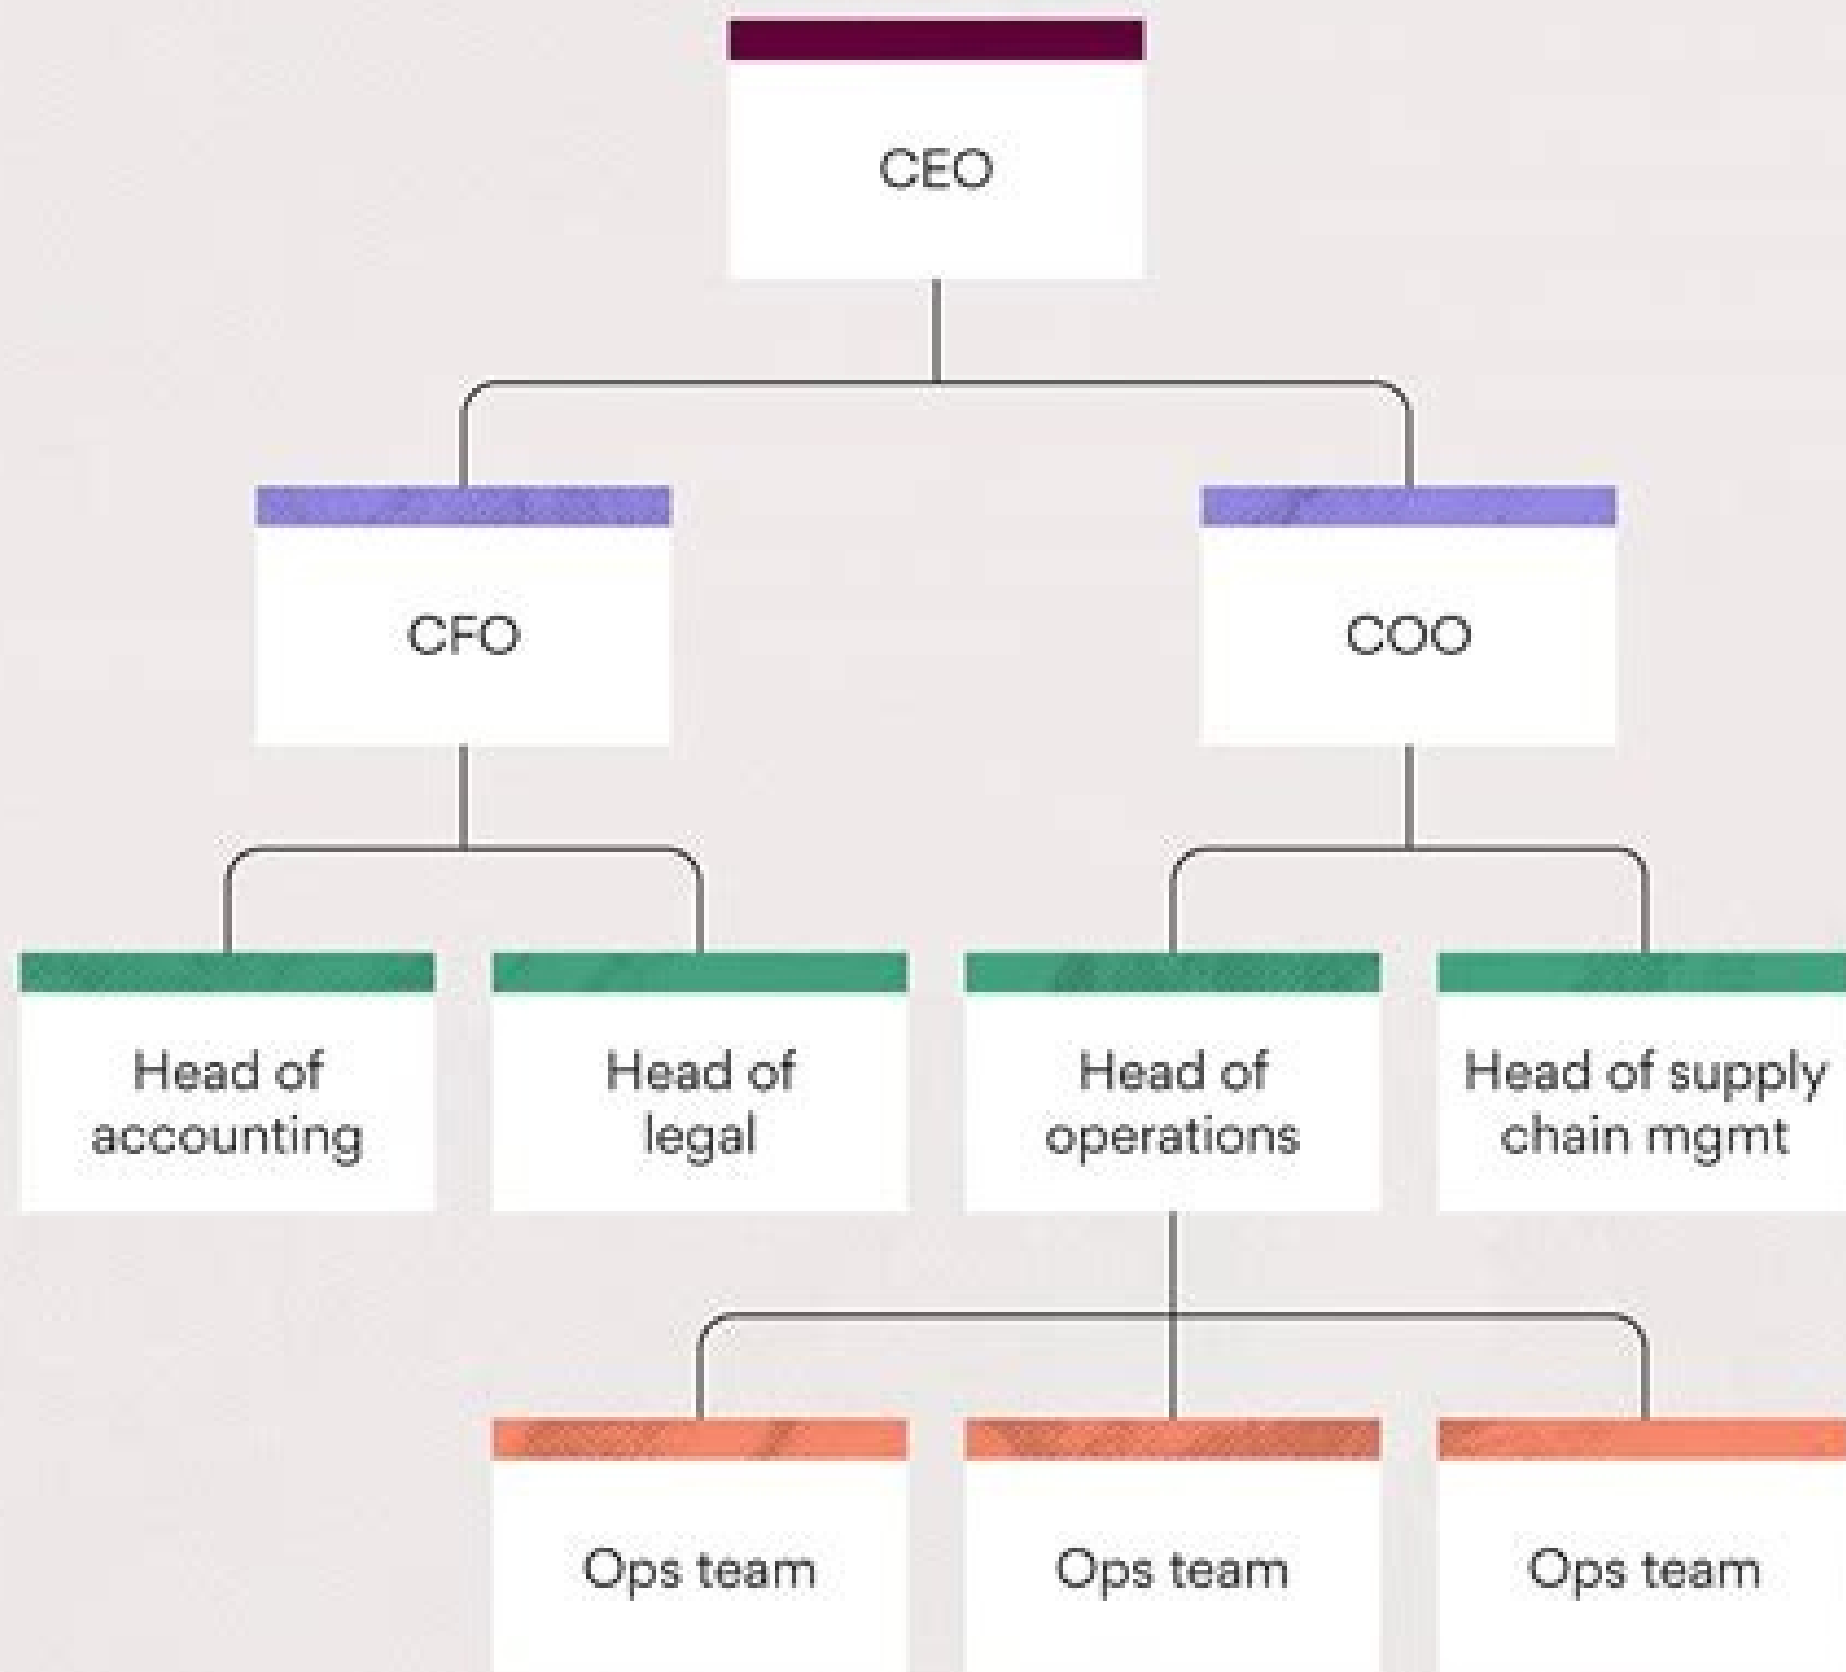 CEO
CFO
COO
Head of
accounting
Head of
legal
Head of
operations
Head of supply
chain mgmt
Ops team
Ops team
Ops team